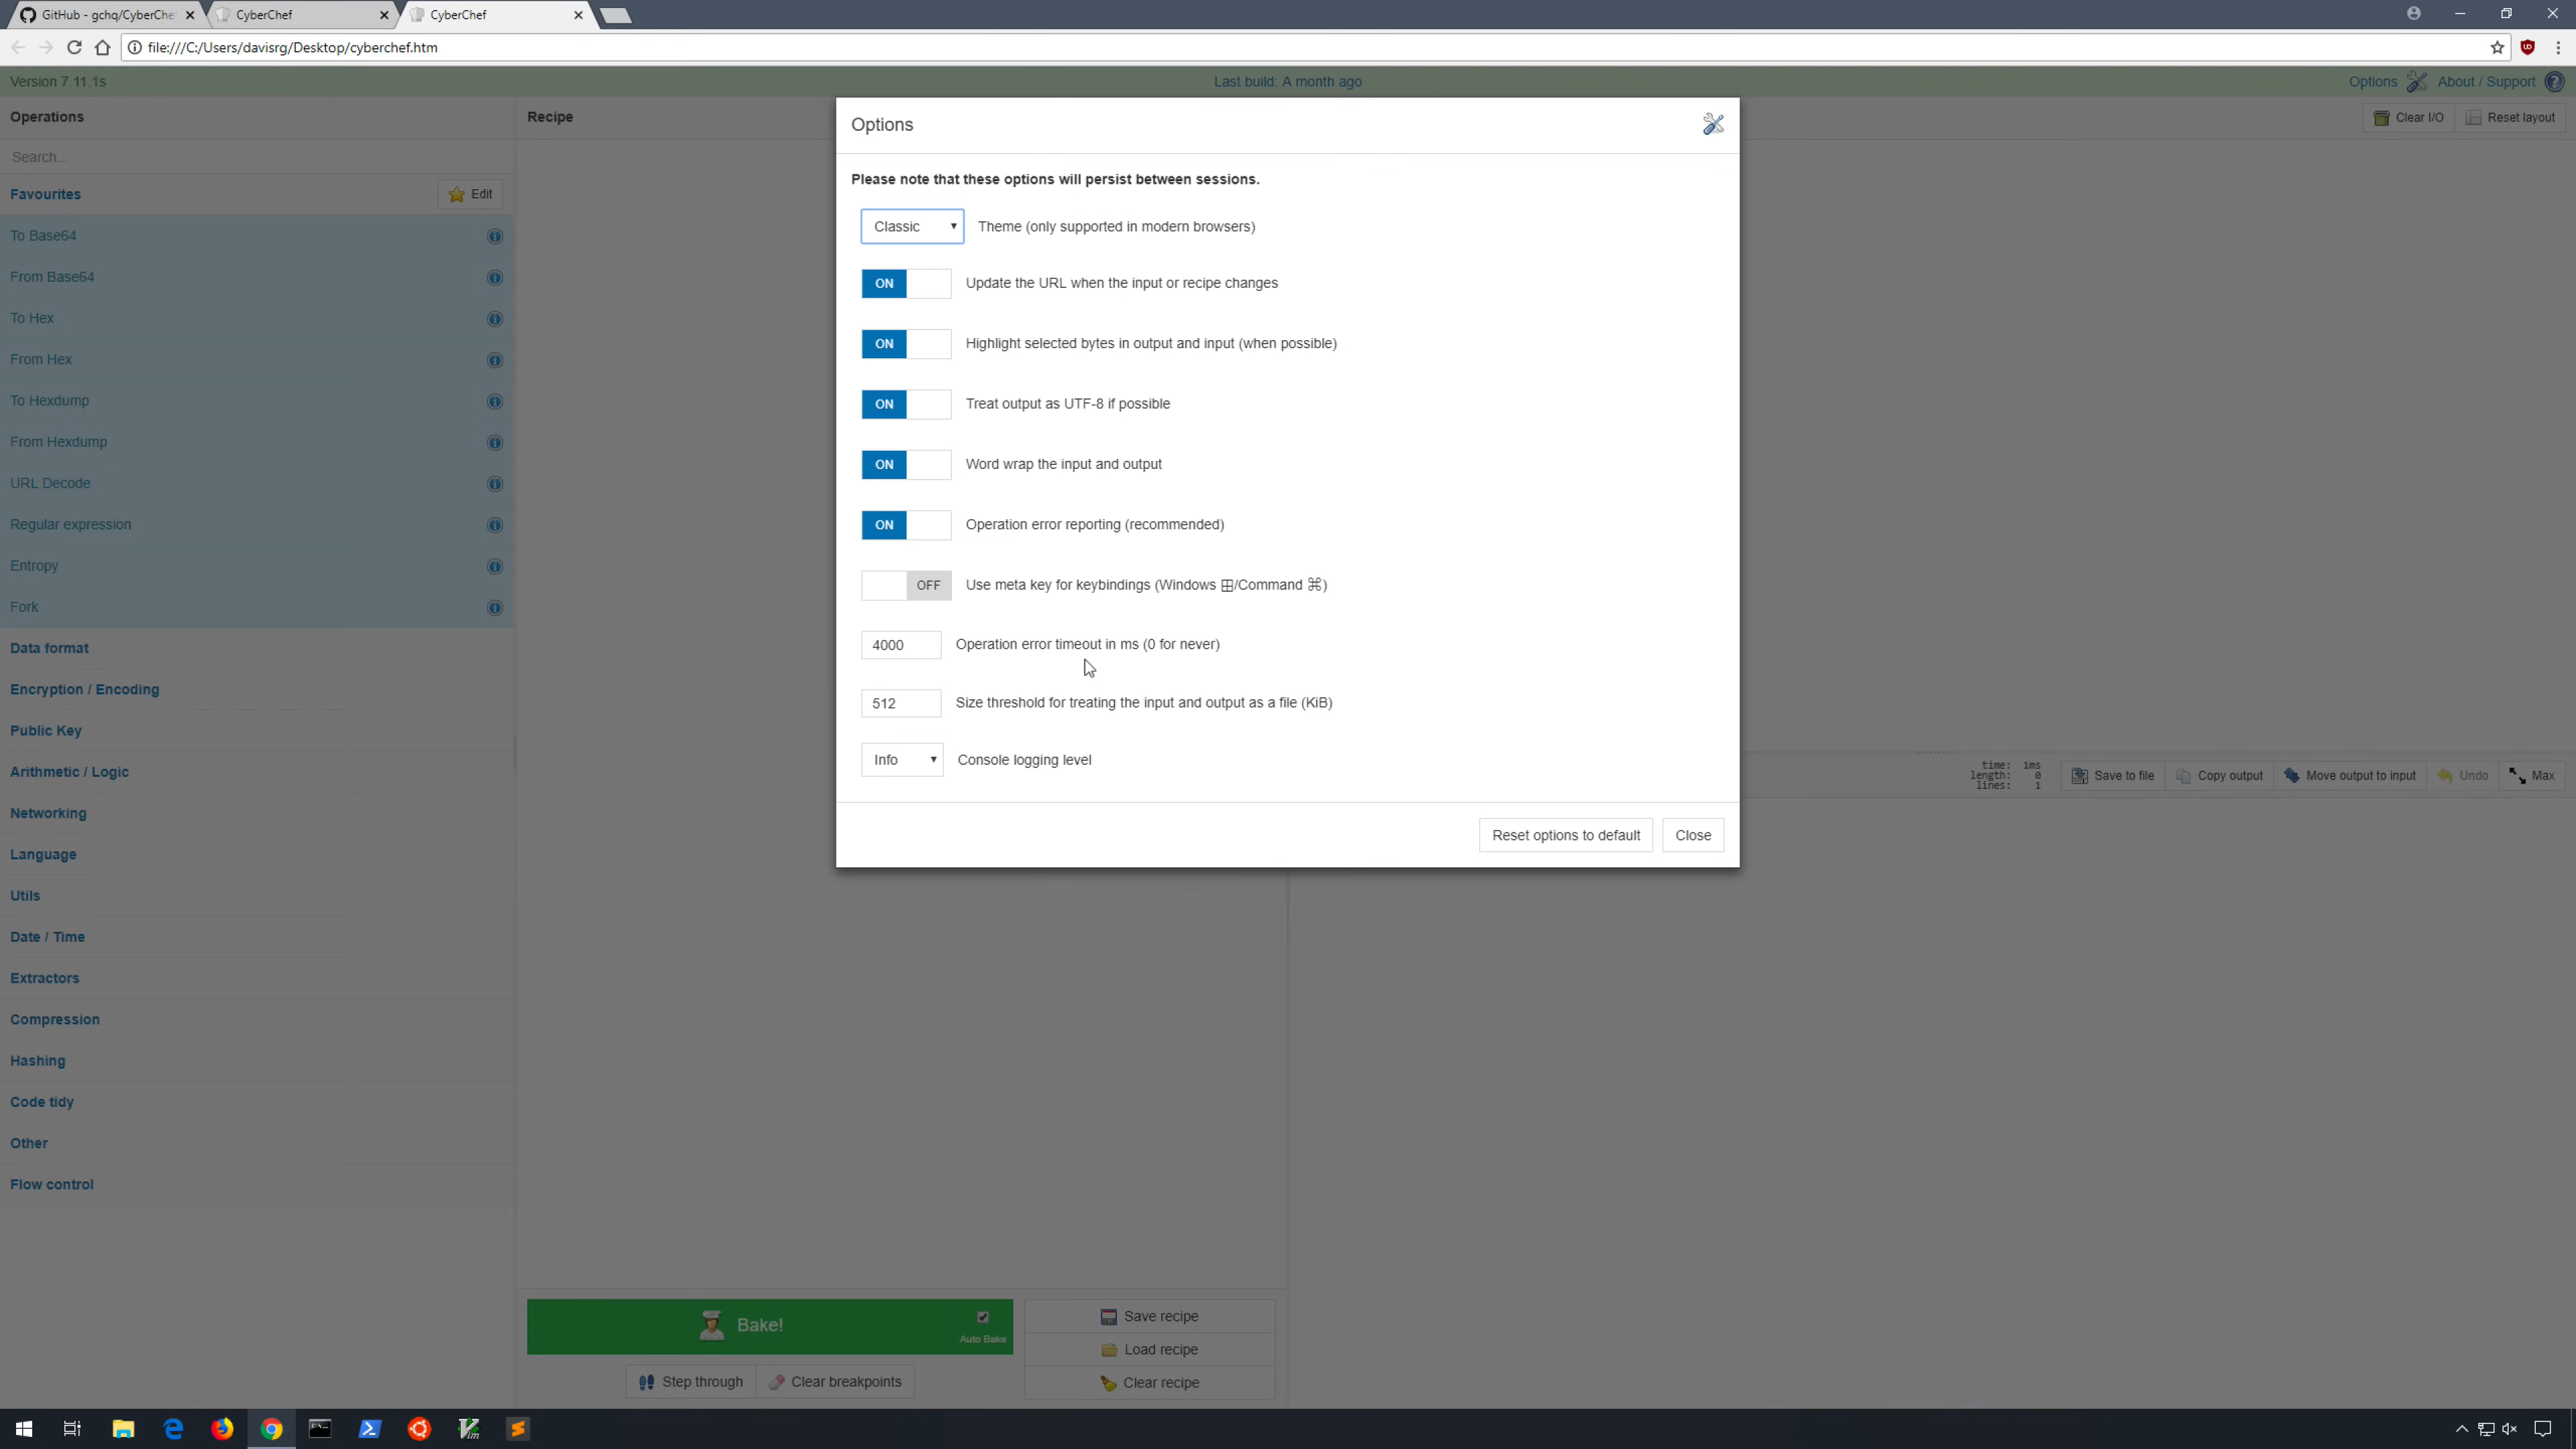 GitHub - gchq/CyberChe
CyberChef
CyberChef
file:///C:/Users/davisrg/Desktop/cyberchef.htm
Version 7.11.1s
Last build: A month ago
Options
About / Support
Operations
Recipe
Clear I/O
Reset layout
Search...
Favourites
Edit
To Base64
From Base64
To Hex
From Hex
To Hexdump
From Hexdump
URL Decode
Regular expression
Entropy
Fork
Data format
Encryption / Encoding
Public Key
Arithmetic / Logic
Networking
Language
Utils
Date / Time
Extractors
Compression
Hashing
Code tidy
Other
Flow control
Options
Please note that these options will persist between sessions.
Classic Theme (only supported in modern browsers)
ON Update the URL when the input or recipe changes
ON Highlight selected bytes in output and input (when possible)
ON Treat output as UTF-8 if possible
ON Word wrap the input and output
ON Operation error reporting (recommended)
OFF Use meta key for keybindings (Windows ⊞/Command ⌘)
4000 Operation error timeout in ms (0 for never)
512 Size threshold for treating the input and output as a file (KiB)
Info Console logging level
Reset options to default
Close
time: 1ms
length: 0
lines: 1
Save to file
Copy output
Move output to input
Undo
Max
Bake!
Auto Bake
Step through
Clear breakpoints
Save recipe
Load recipe
Clear recipe